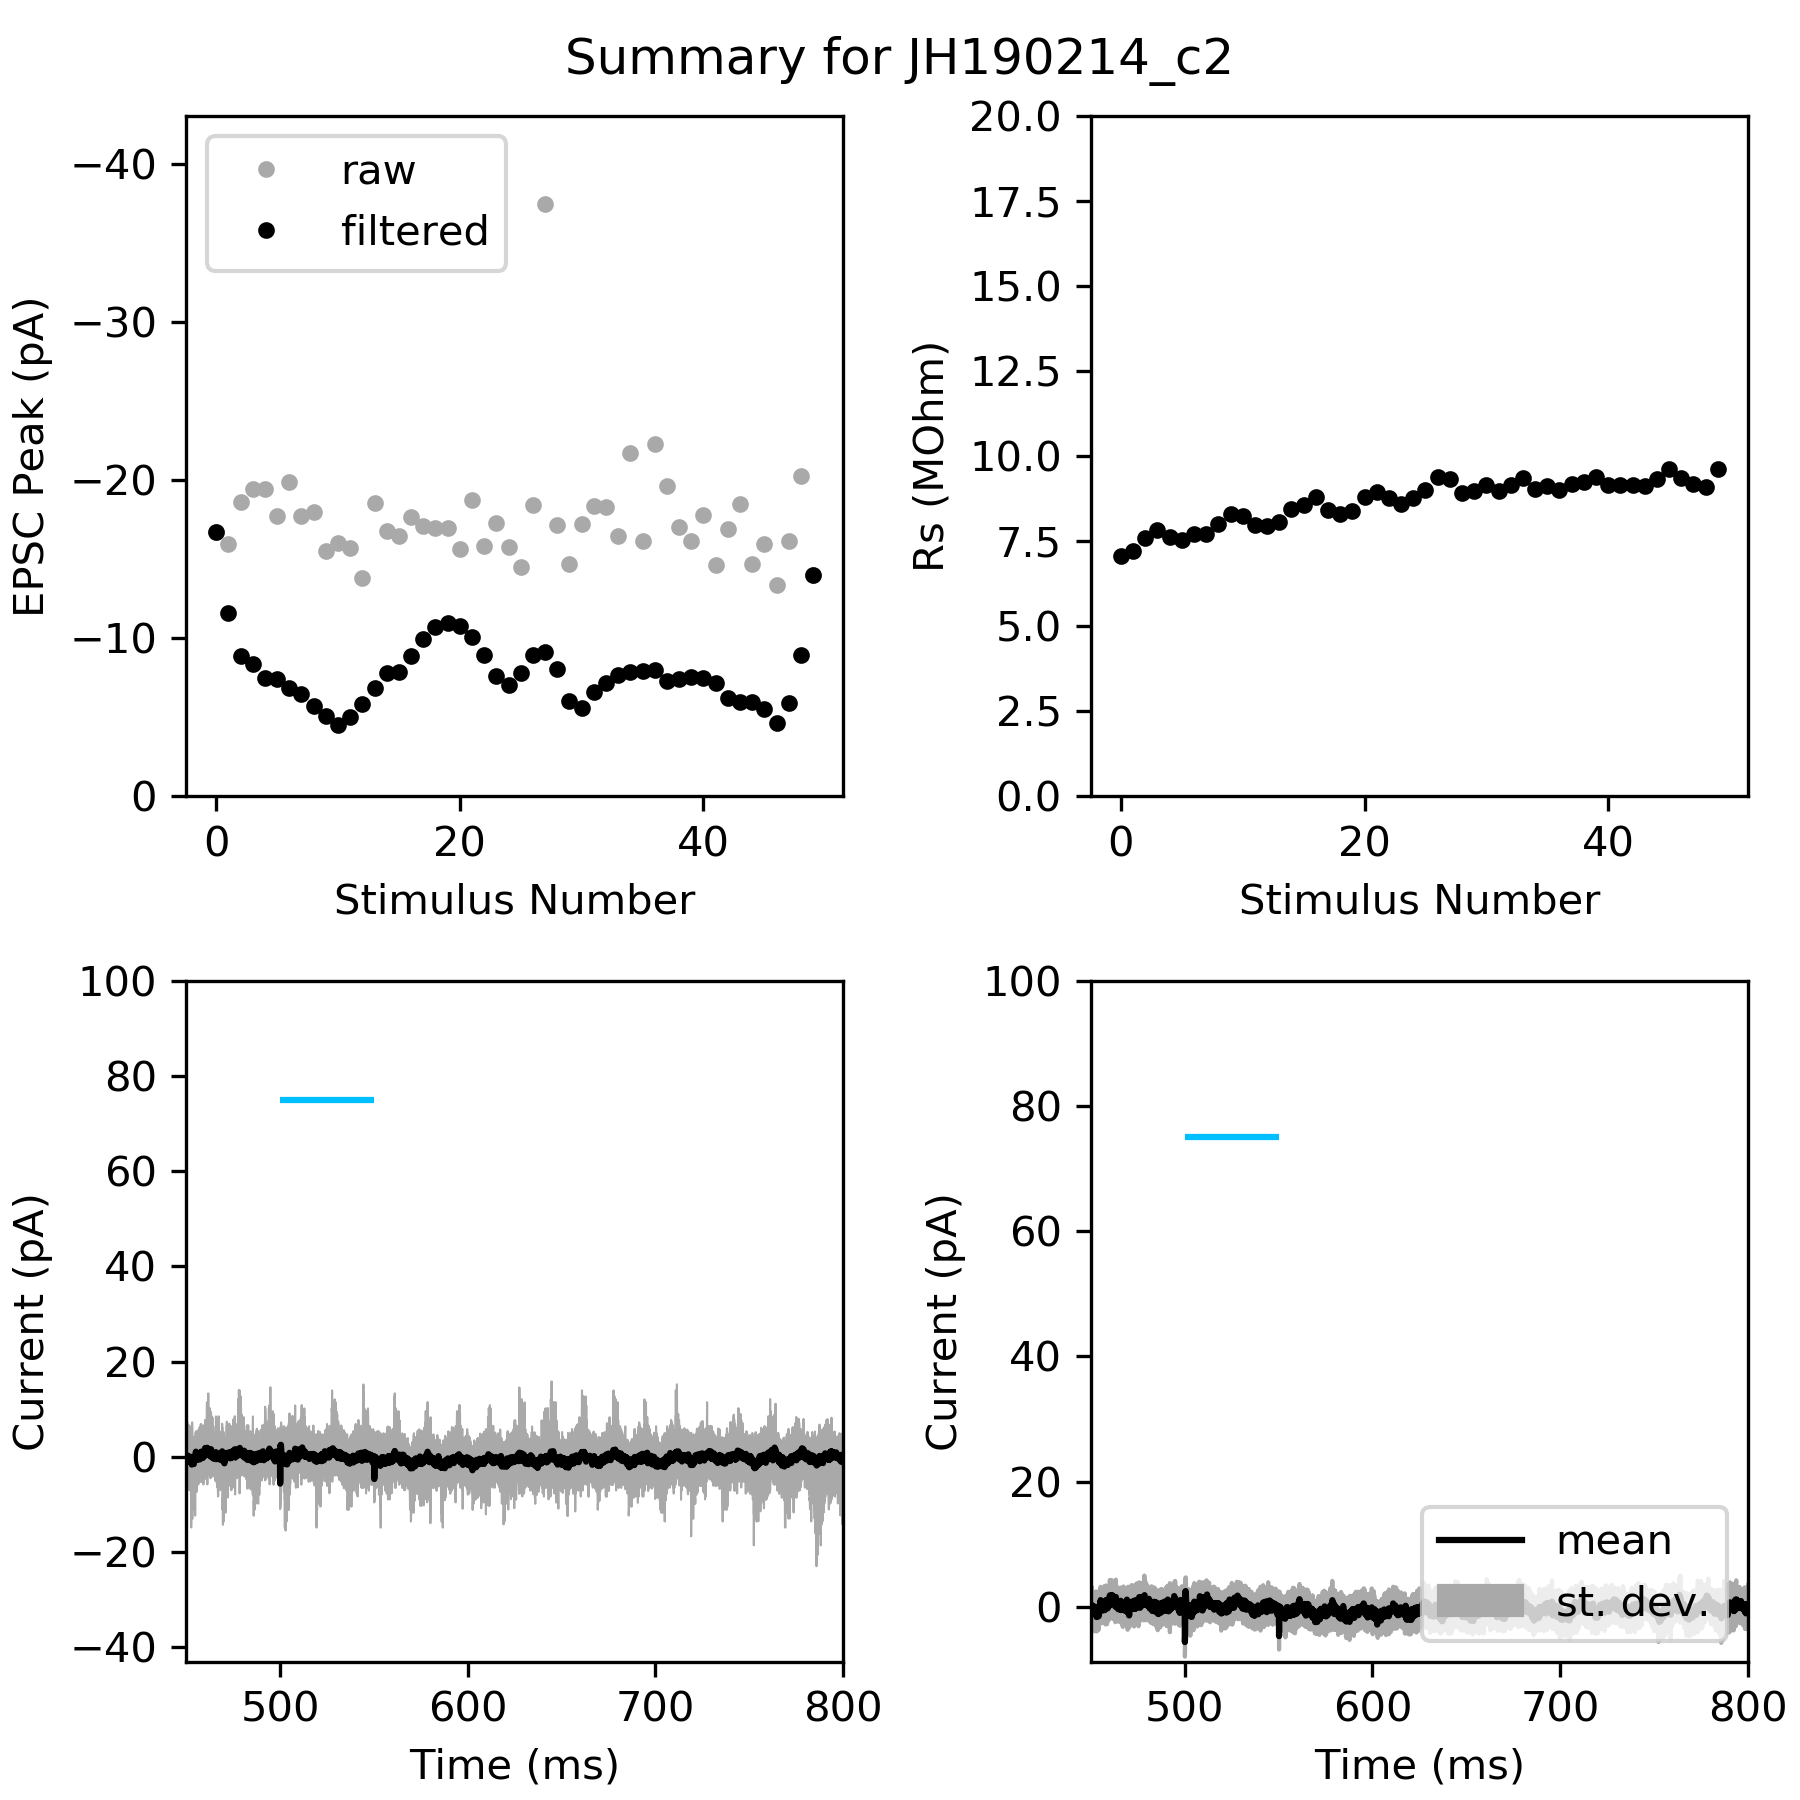 Summary for JH190214_c2
−40
−30
−20
−10
0
EPSC Peak (pA)
raw
filtered
0 20 40
Stimulus Number
20.0
17.5
15.0
12.5
10.0
7.5
5.0
2.5
0.0
Rs (MOhm)
0 20 40
Stimulus Number
100
80
60
40
20
0
−20
−40
Current (pA)
500 600 700 800
Time (ms)
100
80
60
40
20
0
Current (pA)
mean
st. dev.
500 600 700 800
Time (ms)